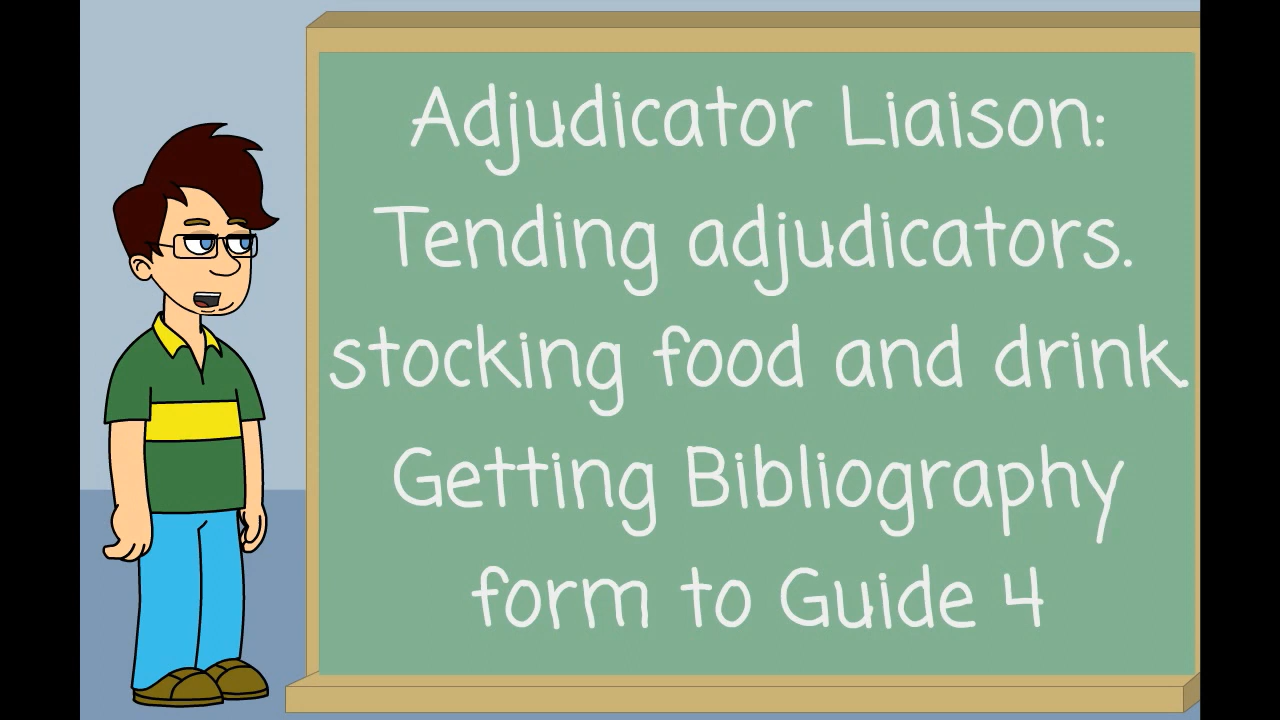 Adjudicator Liaison:
Tending adjudicators.
stocking food and drink.
Getting Bibliography
form to Guide 4